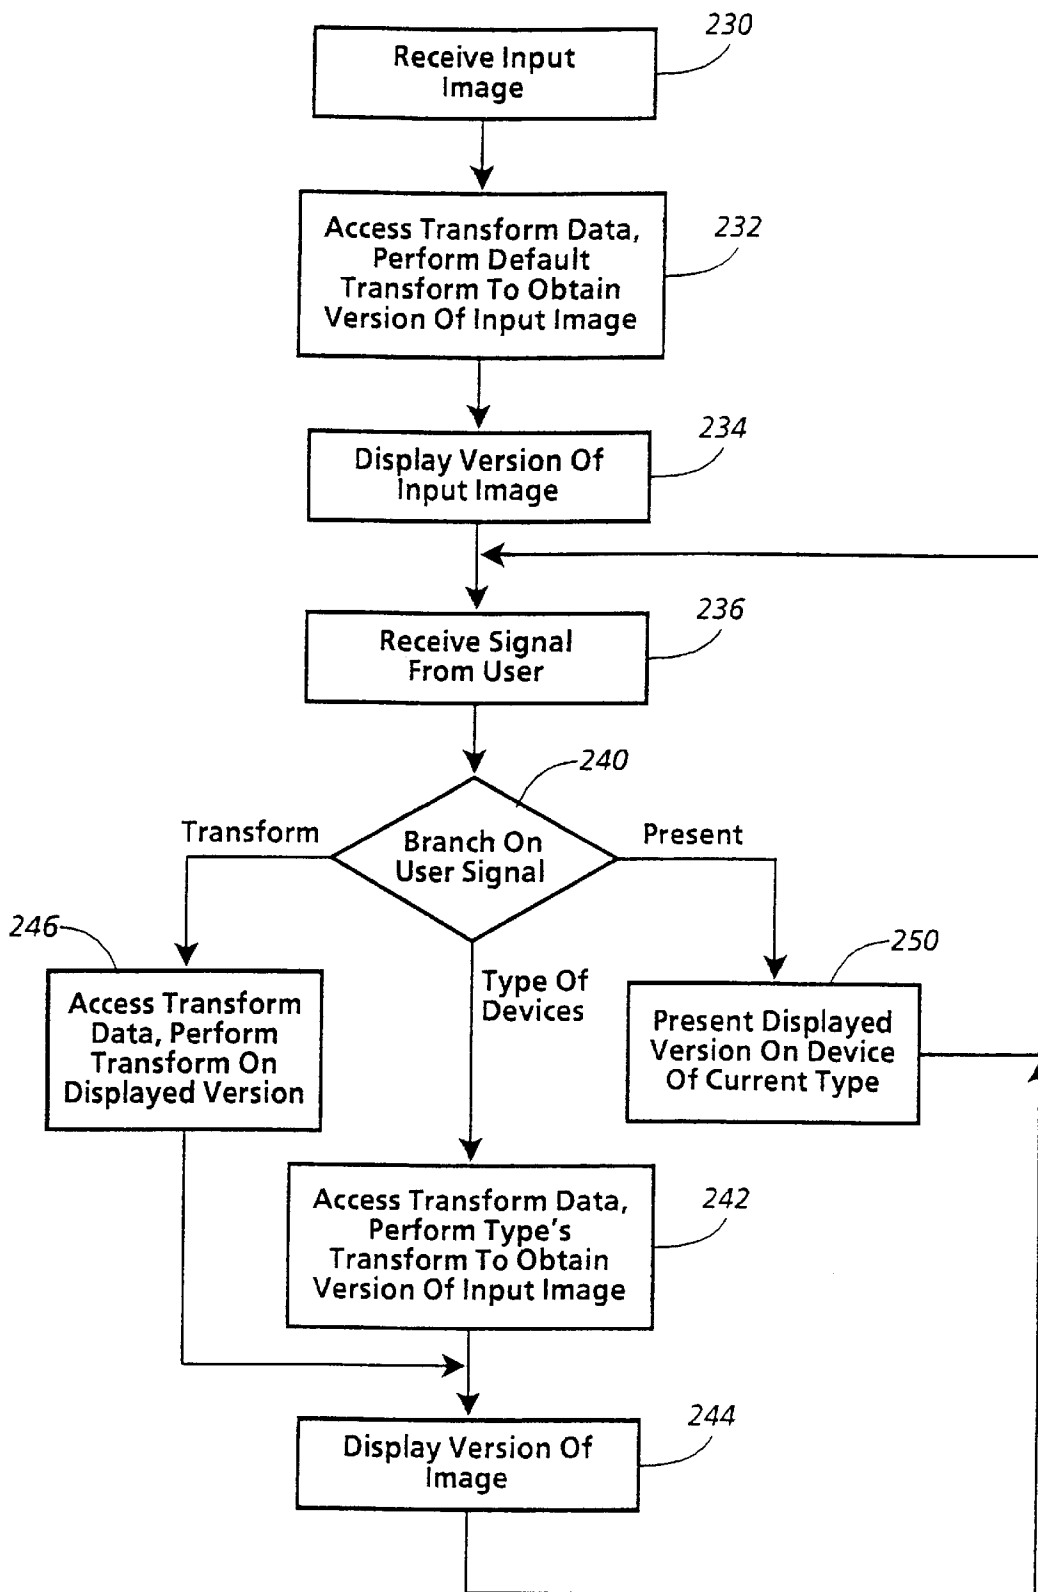 230
Receive Input
Image
232
Access Transform Data,
Perform Default
Transform To Obtain
Version Of Input Image
234
Display Version Of
Input Image
236
Receive Signal
From User
240
Transform
Branch On
User Signal
Present
246
Access Transform
Data, Perform
Transform On
Displayed Version
Type Of
Devices
250
Present Displayed
Version On Device
Of Current Type
242
Access Transform Data,
Perform Type's
Transform To Obtain
Version Of Input Image
244
Display Version Of
Image